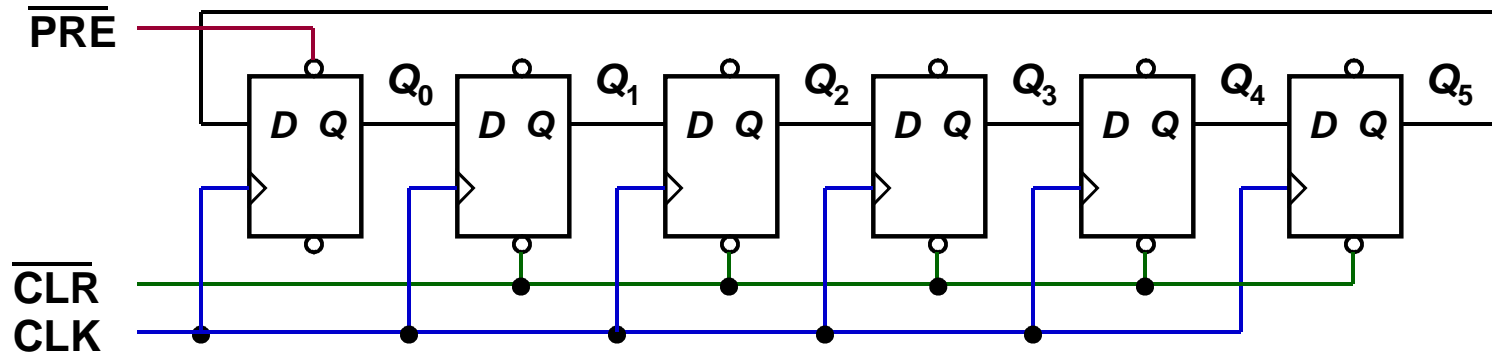 PRE
Q0 Q1 Q2 Q3 Q4 Q5
D Q D Q D Q D Q D Q D Q
CLR
CLK